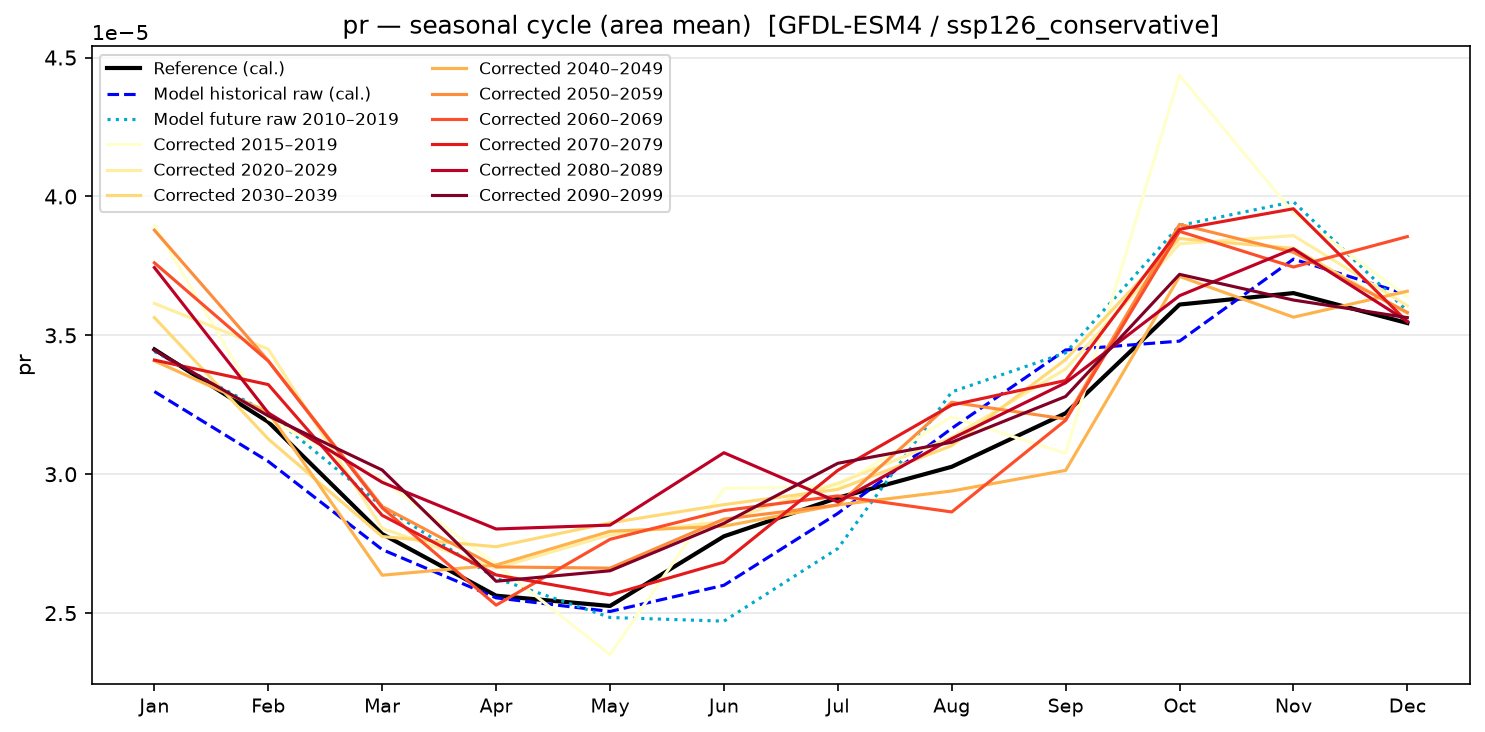 pr — seasonal cycle (area mean)  [GFDL-ESM4 / ssp126_conservative]
1e−5
4.5
4.0
3.5
3.0
2.5
pr
Reference (cal.)
Model historical raw (cal.)
Model future raw 2010–2019
Corrected 2015–2019
Corrected 2020–2029
Corrected 2030–2039
Corrected 2040–2049
Corrected 2050–2059
Corrected 2060–2069
Corrected 2070–2079
Corrected 2080–2089
Corrected 2090–2099
Jan Feb Mar Apr May Jun Jul Aug Sep Oct Nov Dec